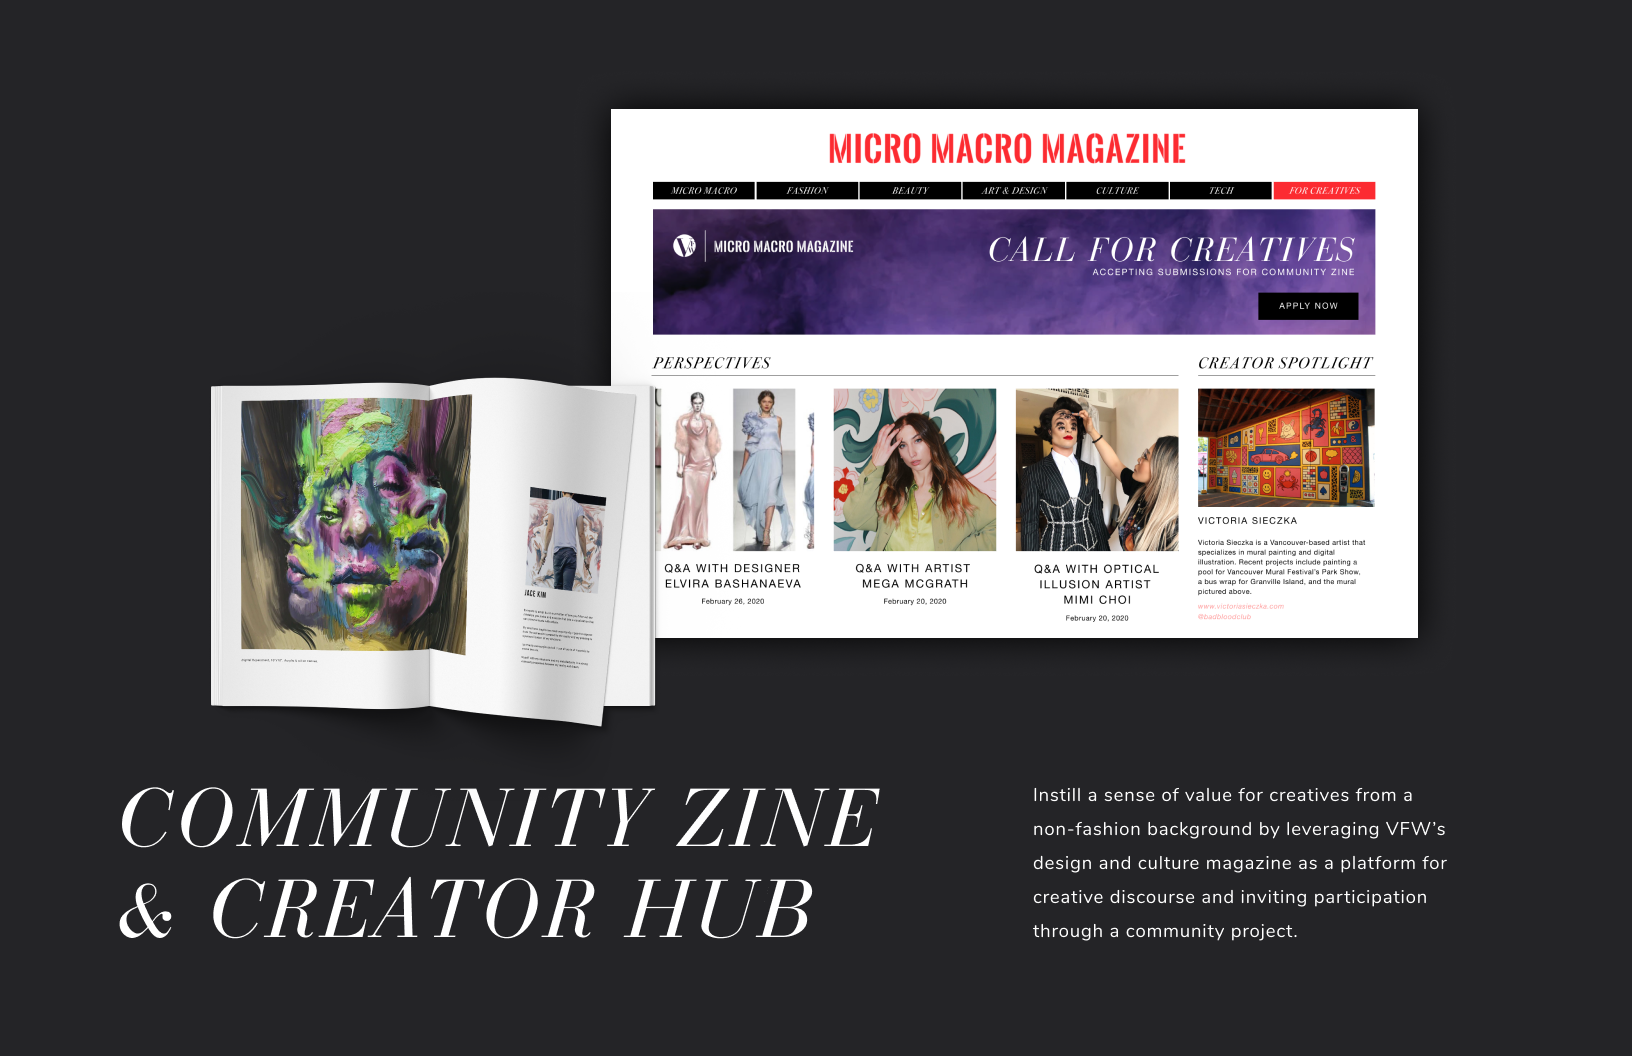 MICRO MACRO MAGAZINE
MICRO MACRO
FASHION
BEAUTY
ART & DESIGN
CULTURE
TECH
FOR CREATIVES
MICRO MACRO MAGAZINE
CALL FOR CREATIVES
ACCEPTING SUBMISSIONS FOR COMMUNITY ZINE
APPLY NOW
PERSPECTIVES
CREATOR SPOTLIGHT
Q&A WITH DESIGNER
ELVIRA BASHANAEVA
February 26, 2020
Q&A WITH ARTIST
MEGA MCGRATH
February 20, 2020
Q&A WITH OPTICAL
ILLUSION ARTIST
MIMI CHOI
February 20, 2020
VICTORIA SIECZKA
Victoria Sieczka is a Vancouver-based artist that
specializes in mural painting and digital
illustration. Recent projects include painting a
pool for Vancouver Mural Festival's Park Show,
a bus wrap for Granville Island, and the mural
pictured above.
www.victoriasieczka.com
@badbloodclub
JACE KIM
COMMUNITY ZINE
& CREATOR HUB
Instill a sense of value for creatives from a
non-fashion background by leveraging VFW's
design and culture magazine as a platform for
creative discourse and inviting participation
through a community project.